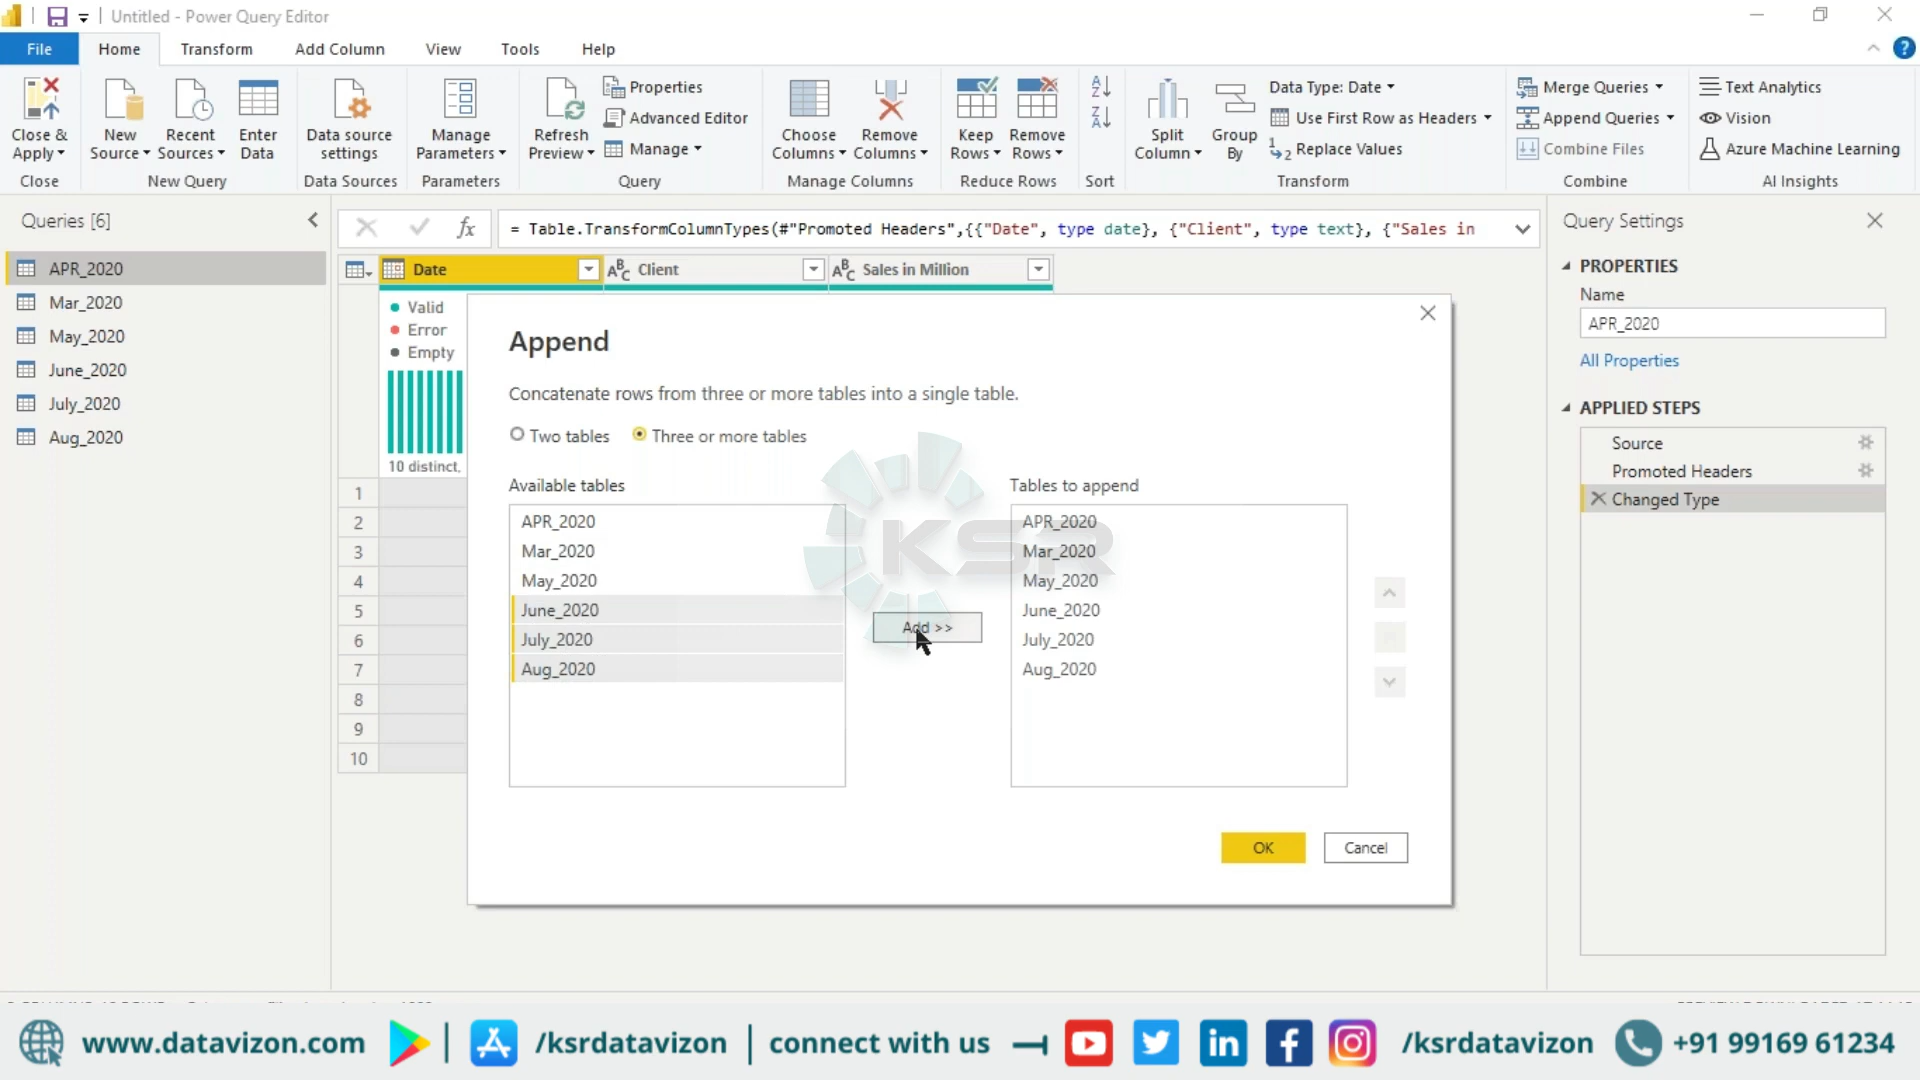 Untitled - Power Query Editor
File Home Transform Add Column View Tools Help
Close & Apply
Close
New Source
Recent Sources
Enter Data
New Query
Data source settings
Data Sources
Manage Parameters
Parameters
Refresh Preview
Properties
Advanced Editor
Manage
Query
Choose Columns
Remove Columns
Manage Columns
Keep Rows
Remove Rows
Reduce Rows
Sort
Split Column
Group By
Data Type: Date
Use First Row as Headers
Replace Values
Transform
Merge Queries
Append Queries
Combine Files
Combine
Text Analytics
Vision
Azure Machine Learning
AI Insights
Queries [6]
APR_2020
Mar_2020
May_2020
June_2020
July_2020
Aug_2020
= Table.TransformColumnTypes(#"Promoted Headers",{{"Date", type date}, {"Client", type text}, {"Sales in
Date
Client
Sales in Million
Valid
Error
Empty
10 distinct,
1
2
3
4
5
6
7
8
9
10
Append
Concatenate rows from three or more tables into a single table.
Two tables Three or more tables
Available tables
APR_2020
Mar_2020
May_2020
June_2020
July_2020
Aug_2020
Add >>
Tables to append
APR_2020
Mar_2020
May_2020
June_2020
July_2020
Aug_2020
KSR
OK Cancel
Query Settings
PROPERTIES
Name
APR_2020
All Properties
APPLIED STEPS
Source
Promoted Headers
Changed Type
www.datavizon.com /ksrdatavizon connect with us /ksrdatavizon +91 99169 61234